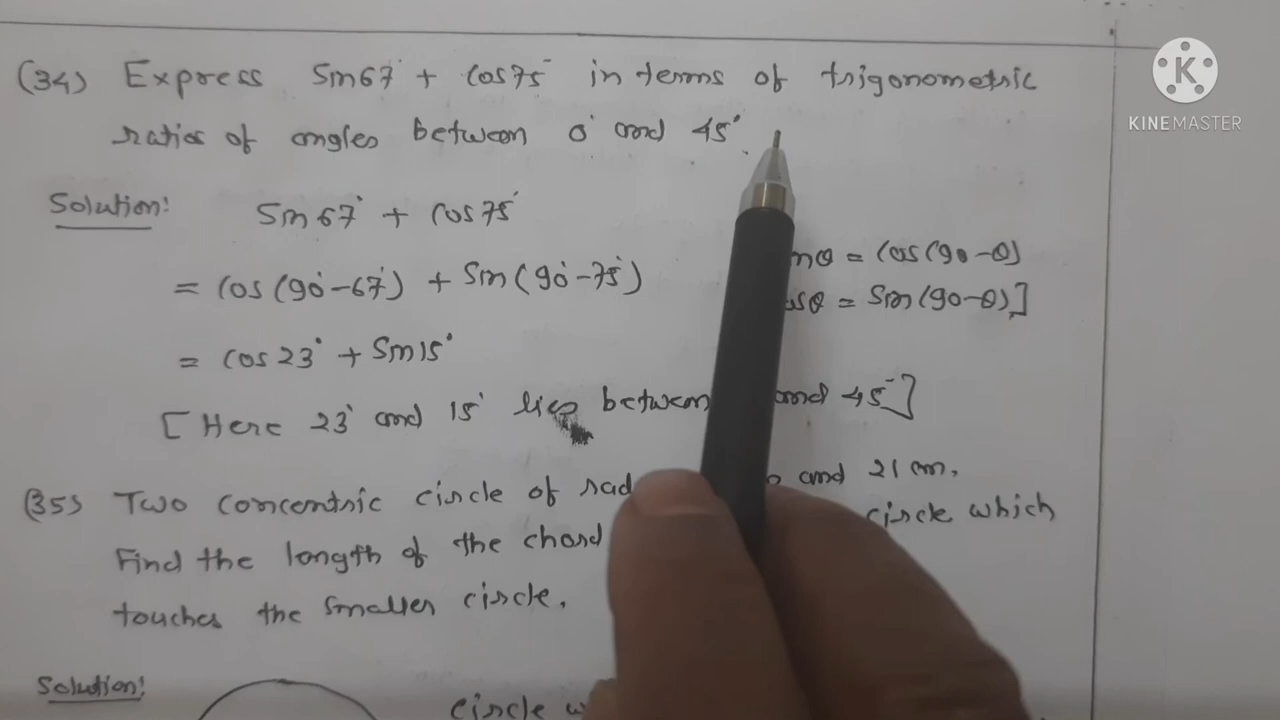 (34) Express Sin67° + Cos75° in terms of trigonometric
ratios of angles between 0° and 45°.
Solution: Sin67° + Cos75°
= Cos(90°-67°) + Sin(90°-75°)
nθ = Cos(90-θ)
sθ = Sin(90-θ)]
= Cos23° + Sin15°
[Here 23° and 15° lies between and 45°]
(35) Two concentric circle of and 21 cm.
Find the length of the chord circle which
touches the smaller circle.
Solution: circle
K
KINEMASTER